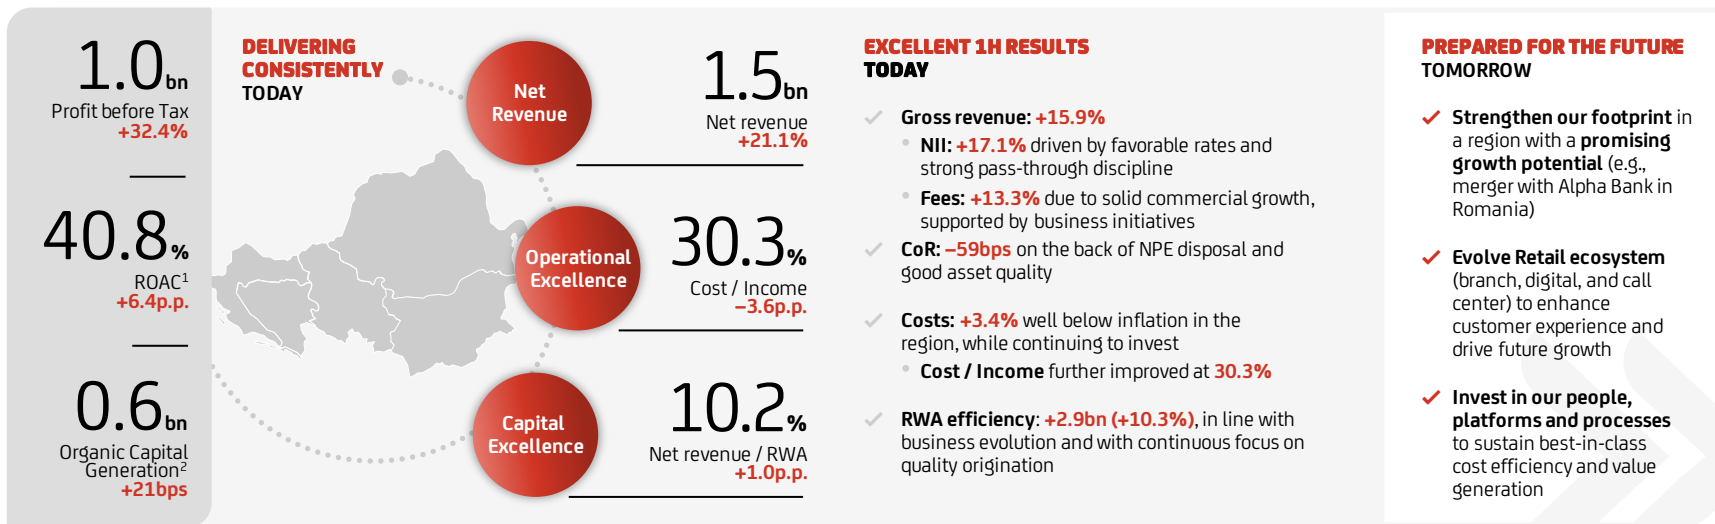 1.0bn
Profit before Tax
+32.4%
40.8%
ROAC1
+6.4p.p.
0.6bn
Organic Capital
Generation2
+21bps
DELIVERING
CONSISTENTLY
TODAY
Net
Revenue
1.5bn
Net revenue
+21.1%
Operational
Excellence
30.3%
Cost / Income
–3.6p.p.
Capital
Excellence
10.2%
Net revenue / RWA
+1.0p.p.
EXCELLENT 1H RESULTS
TODAY
Gross revenue: +15.9%
NII: +17.1% driven by favorable rates and
strong pass-through discipline
Fees: +13.3% due to solid commercial growth,
supported by business initiatives
CoR: –59bps on the back of NPE disposal and
good asset quality
Costs: +3.4% well below inflation in the
region, while continuing to invest
Cost / Income further improved at 30.3%
RWA efficiency: +2.9bn (+10.3%), in line with
business evolution and with continuous focus on
quality origination
PREPARED FOR THE FUTURE
TOMORROW
Strengthen our footprint in
a region with a promising
growth potential (e.g.,
merger with Alpha Bank in
Romania)
Evolve Retail ecosystem
(branch, digital, and call
center) to enhance
customer experience and
drive future growth
Invest in our people,
platforms and processes
to sustain best-in-class
cost efficiency and value
generation